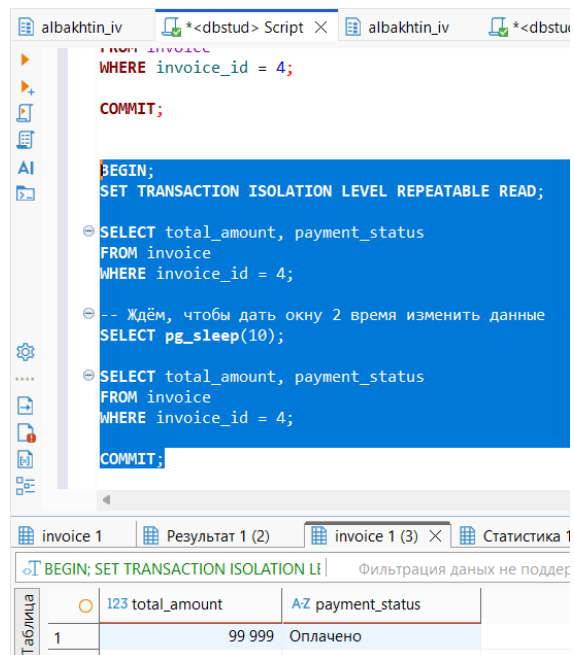 albakhtin_iv
*<dbstud> Script
albakhtin_iv
*<dbstu
FROM invoice
WHERE invoice_id = 4;
COMMIT;
BEGIN;
SET TRANSACTION ISOLATION LEVEL REPEATABLE READ;
SELECT total_amount, payment_status
FROM invoice
WHERE invoice_id = 4;
-- Ждём, чтобы дать окну 2 время изменить данные
SELECT pg_sleep(10);
SELECT total_amount, payment_status
FROM invoice
WHERE invoice_id = 4;
COMMIT;
AI
invoice 1
Результат 1 (2)
invoice 1 (3)
Статистика 1
BEGIN; SET TRANSACTION ISOLATION LE
Фильтрация даных не поддер
Таблица
123 total_amount
A-Z payment_status
1
99 999
Оплачено